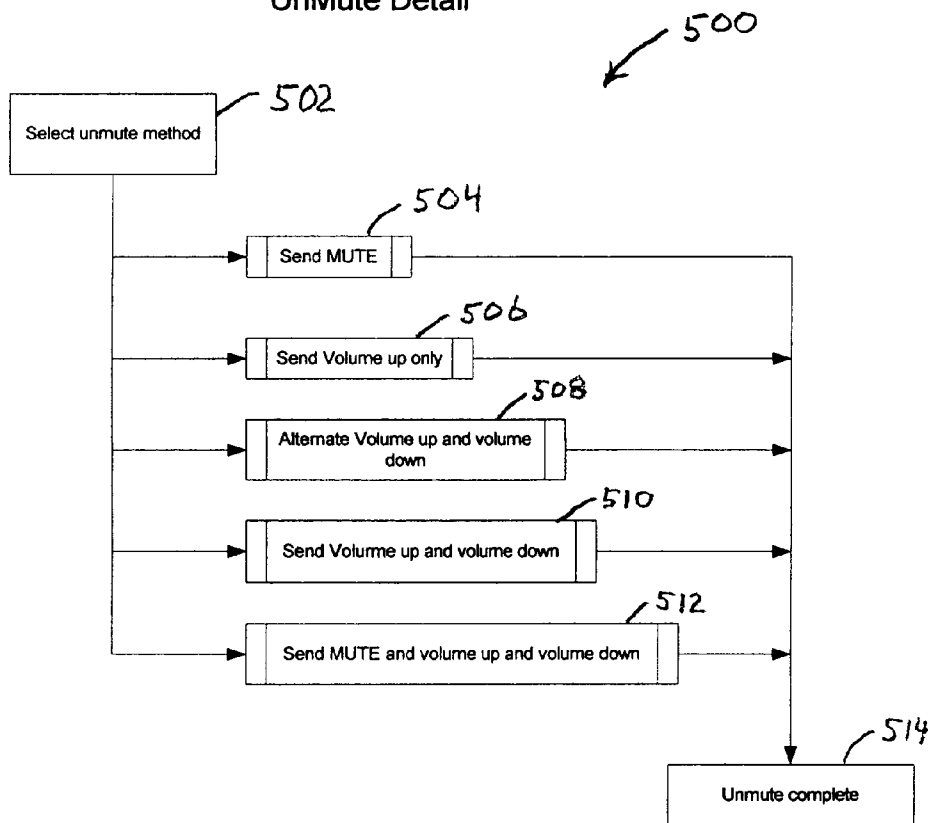 UnMute Detail
500
502
Select unmute method
504
Send MUTE
506
Send Volume up only
508
Alternate Volume up and volume
down
510
Send Volurme up and volume down
512
Send MUTE and volume up and volume down
514
Unmute complete